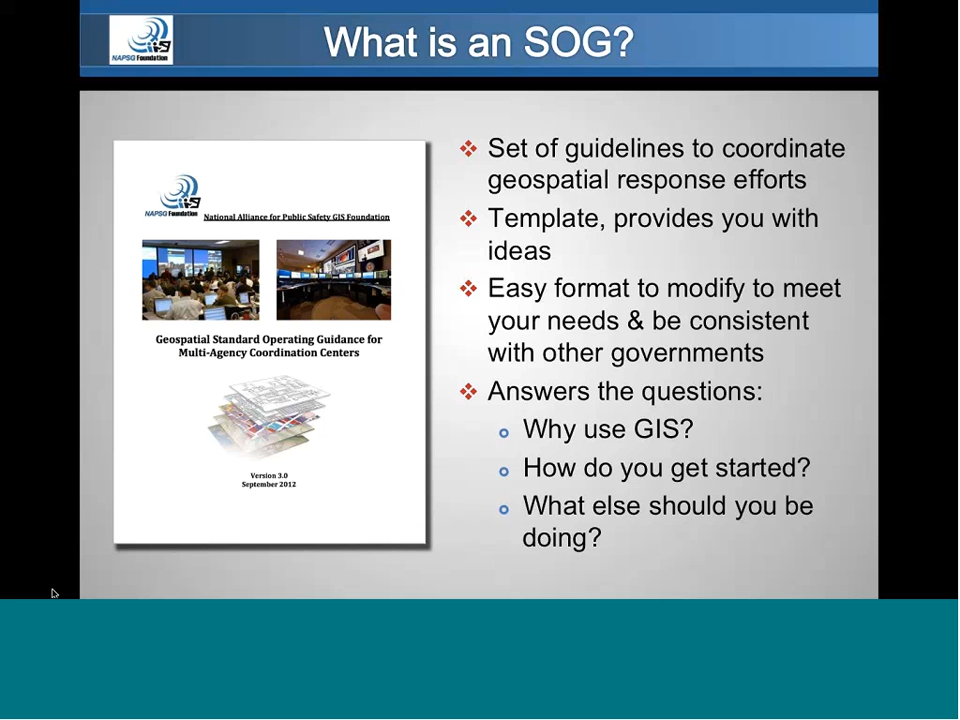 NAPSG Foundation
What is an SOG?
NAPSG Foundation
National Alliance for Public Safety GIS Foundation
Geospatial Standard Operating Guidance for
Multi-Agency Coordination Centers
Version 3.0
September 2012
Set of guidelines to coordinate
geospatial response efforts
Template, provides you with
ideas
Easy format to modify to meet
your needs & be consistent
with other governments
Answers the questions:
Why use GIS?
How do you get started?
What else should you be
doing?